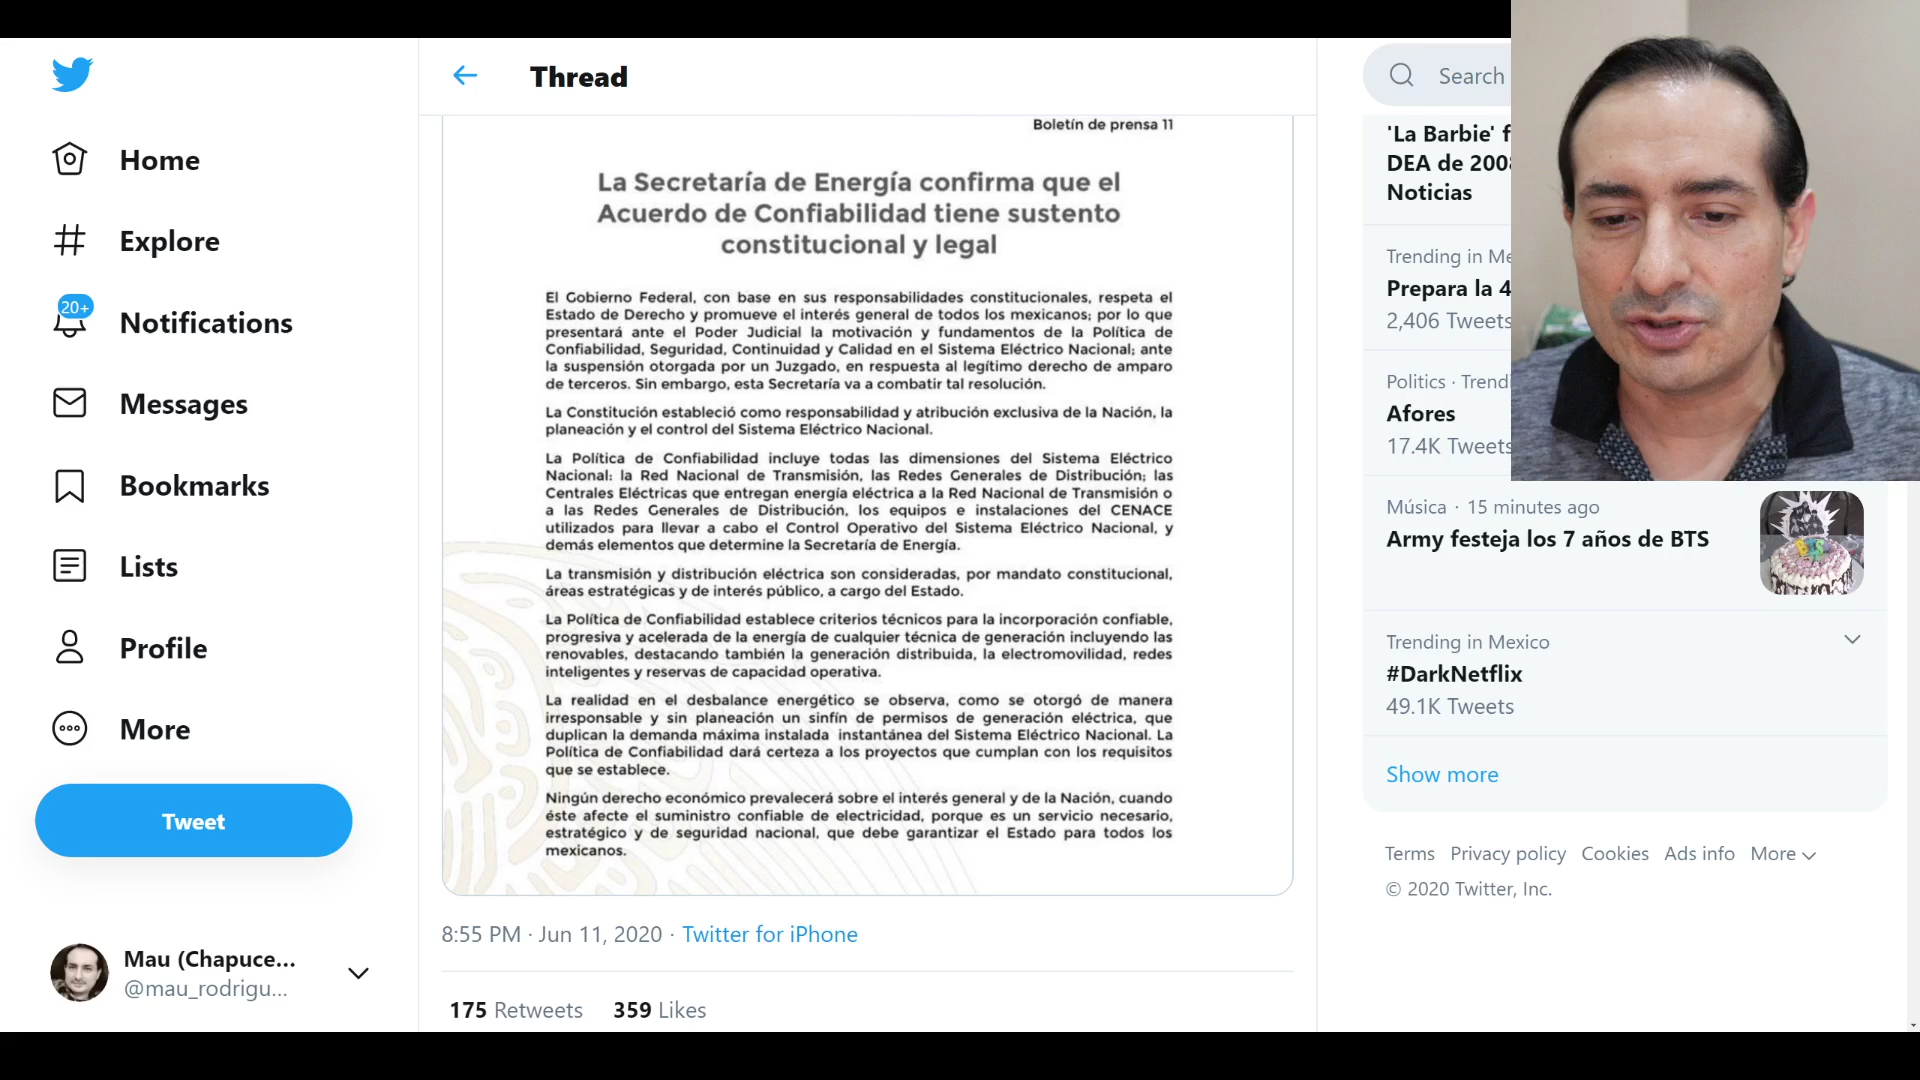 Home
Explore
20+
Notifications
Messages
Bookmarks
Lists
Profile
More
Tweet
Mau (Chapuce...
@mau_rodrigu...
Thread
Boletín de prensa 11
La Secretaría de Energía confirma que el
Acuerdo de Confiabilidad tiene sustento
constitucional y legal
El Gobierno Federal, con base en sus responsabilidades constitucionales, respeta el
Estado de Derecho y promueve el interés general de todos los mexicanos; por lo que
presentará ante el Poder Judicial la motivación y fundamentos de la Política de
Confiabilidad, Seguridad, Continuidad y Calidad en el Sistema Eléctrico Nacional; ante
la suspensión otorgada por un Juzgado, en respuesta al legítimo derecho de amparo
de terceros. Sin embargo, esta Secretaría va a combatir tal resolución.
La Constitución estableció como responsabilidad y atribución exclusiva de la Nación, la
planeación y el control del Sistema Eléctrico Nacional.
La Política de Confiabilidad incluye todas las dimensiones del Sistema Eléctrico
Nacional: la Red Nacional de Transmisión, las Redes Generales de Distribución; las
Centrales Eléctricas que entregan energía eléctrica a la Red Nacional de Transmisión o
a las Redes Generales de Distribución, los equipos e instalaciones del CENACE
utilizados para llevar a cabo el Control Operativo del Sistema Eléctrico Nacional, y
demás elementos que determine la Secretaría de Energía.
La transmisión y distribución eléctrica son consideradas, por mandato constitucional,
áreas estratégicas y de interés público, a cargo del Estado.
La Política de Confiabilidad establece criterios técnicos para la incorporación confiable,
progresiva y acelerada de la energía de cualquier técnica de generación incluyendo las
renovables, destacando también la generación distribuida, la electromovilidad, redes
inteligentes y reservas de capacidad operativa.
La realidad en el desbalance energético se observa, como se otorgó de manera
irresponsable y sin planeación un sinfín de permisos de generación eléctrica, que
duplican la demanda máxima instalada instantánea del Sistema Eléctrico Nacional. La
Política de Confiabilidad dará certeza a los proyectos que cumplan con los requisitos
que se establece.
Ningún derecho económico prevalecerá sobre el interés general y de la Nación, cuando
éste afecte el suministro confiable de electricidad, porque es un servicio necesario,
estratégico y de seguridad nacional, que debe garantizar el Estado para todos los
mexicanos.
8:55 PM · Jun 11, 2020 · Twitter for iPhone
175 Retweets 359 Likes
Search
'La Barbie' f
DEA de 2008
Noticias
Trending in Me
Prepara la 4
2,406 Tweets
Politics · Trendi
Afores
17.4K Tweets
Música · 15 minutes ago
Army festeja los 7 años de BTS
BTS
Trending in Mexico
#DarkNetflix
49.1K Tweets
Show more
Terms Privacy policy Cookies Ads info More
© 2020 Twitter, Inc.